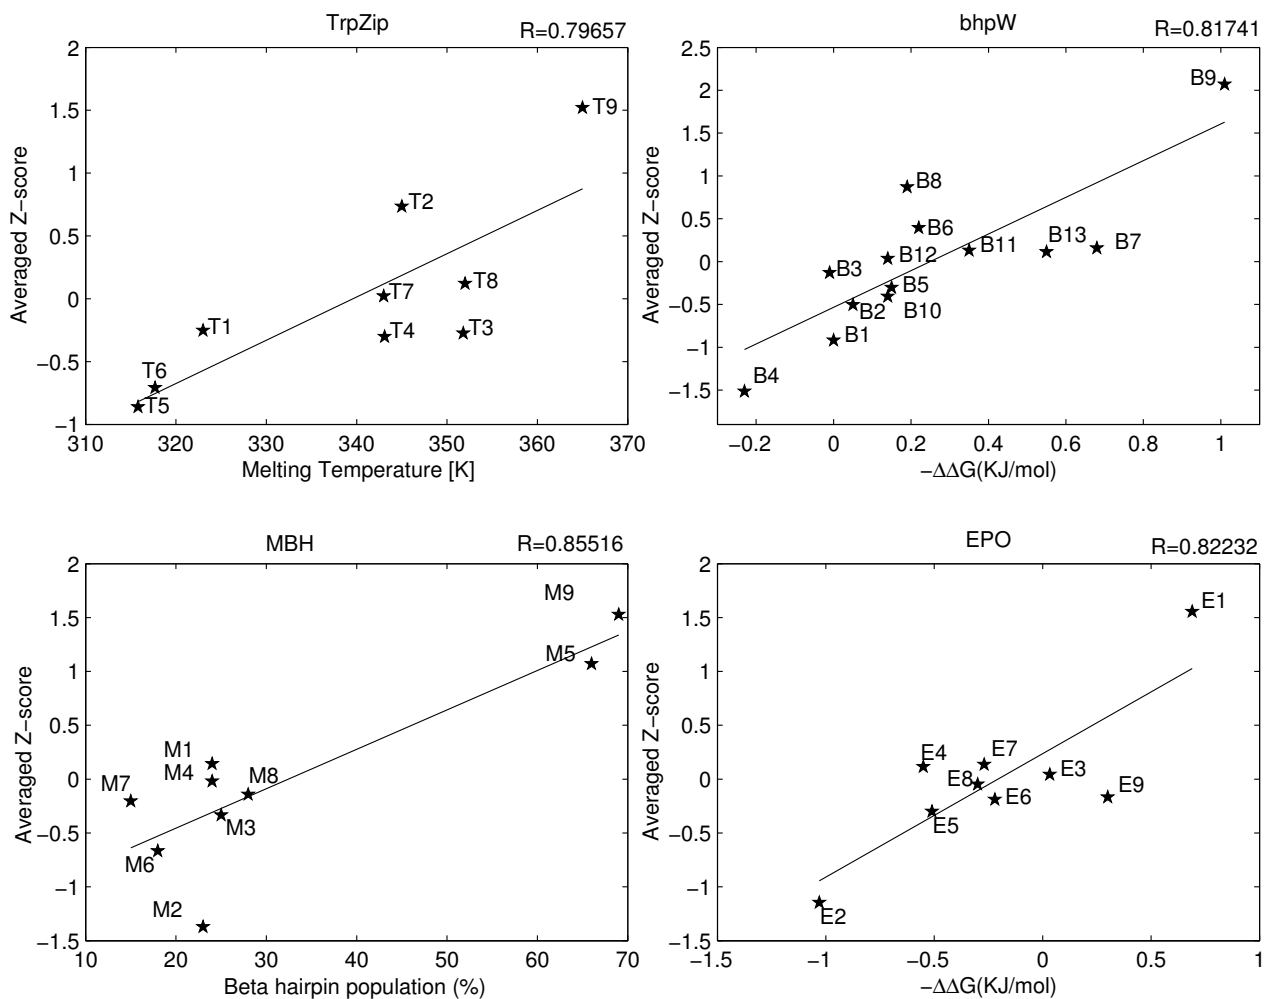 TrpZip
R=0.79657
2
1.5
1
0.5
0
−0.5
−1
Averaged Z−score
T9
T2
T8
T7
T1
T4
T3
T6
T5
310
320
330
340
350
360
370
Melting Temperature [K]
bhpW
R=0.81741
2.5
2
1.5
1
0.5
0
−0.5
−1
−1.5
Averaged Z−score
B9
B8
B6
B11
B13
B7
B12
B3
B5
B2
B10
B1
B4
−0.2
0
0.2
0.4
0.6
0.8
1
−ΔΔG(KJ/mol)
MBH
R=0.85516
2
1.5
1
0.5
0
−0.5
−1
−1.5
Averaged Z−score
M9
M5
M1
M4
M8
M7
M3
M6
M2
10
20
30
40
50
60
70
Beta hairpin population (%)
EPO
R=0.82232
2
1.5
1
0.5
0
−0.5
−1
−1.5
Averaged Z−score
E1
E4
E7
E8
E3
E9
E6
E5
E2
−1.5
−1
−0.5
0
0.5
1
−ΔΔG(KJ/mol)